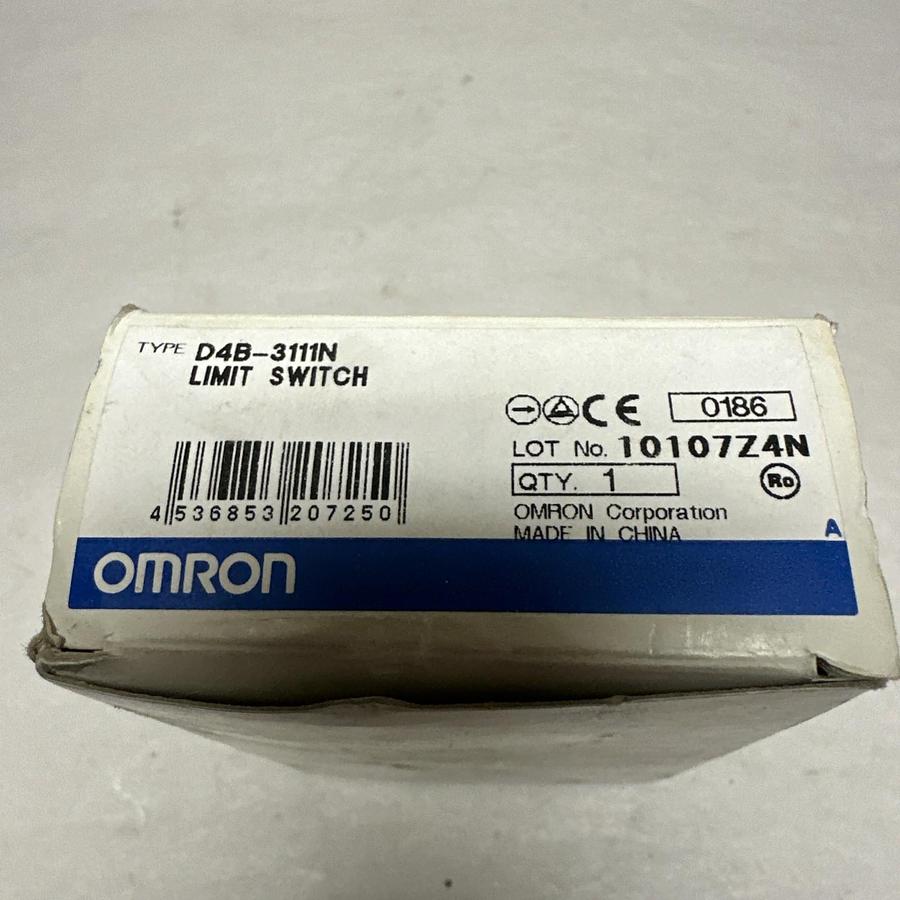 TYPE D4B-3111N
LIMIT SWITCH
CE 0186
LOT No. 10107Z4N
QTY. 1
Ro
4 536853 207250
OMRON Corporation
MADE IN CHINA
A
OMRON